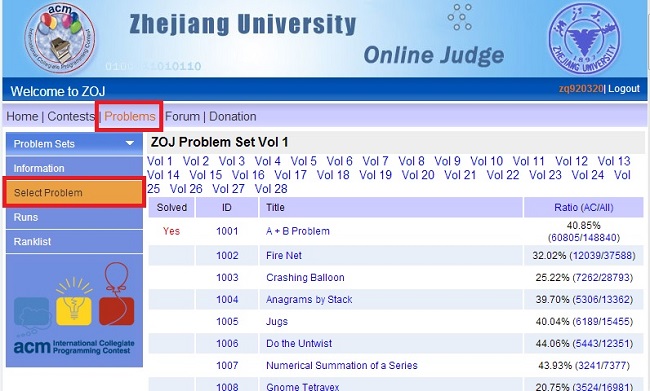 acm
International Collegiate
Programming Contest
Zhejiang University
Online Judge
ZHEJIANG UNIVERSITY
1897
Welcome to ZOJ
zq920320| Logout
Home | Contests | Problems | Forum | Donation
Problem Sets
Information
Select Problem
Runs
Ranklist
acm International Collegiate
Programming Contest
ZOJ Problem Set Vol 1
Vol 1 Vol 2 Vol 3 Vol 4 Vol 5 Vol 6 Vol 7 Vol 8 Vol 9 Vol 10 Vol 11 Vol 12 Vol 13
Vol 14 Vol 15 Vol 16 Vol 17 Vol 18 Vol 19 Vol 20 Vol 21 Vol 22 Vol 23 Vol 24 Vol
25 Vol 26 Vol 27 Vol 28
Solved ID Title Ratio (AC/All)
Yes 1001 A + B Problem 40.85% (60805/148840)
1002 Fire Net 32.02% (12039/37588)
1003 Crashing Balloon 25.22% (7262/28793)
1004 Anagrams by Stack 39.70% (5306/13362)
1005 Jugs 40.04% (6189/15455)
1006 Do the Untwist 44.06% (5443/12351)
1007 Numerical Summation of a Series 43.93% (3241/7377)
1008 Gnome Tetravex 20.75% (3524/16981)